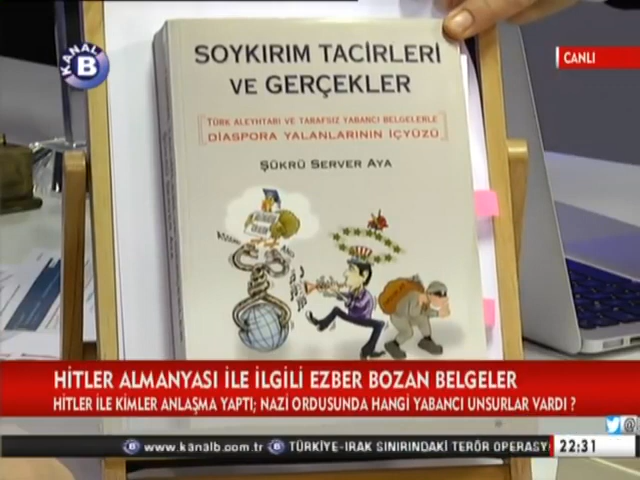 KANAL
B
SOYKIRIM TACİRLERİ
VE GERÇEKLER
TÜRK ALEYHTARI VE TARAFSIZ YABANCI BELGELERLE
DİASPORA YALANLARININ İÇYÜZÜ
ŞÜKRÜ SERVER AYA
CANLI
HİTLER ALMANYASI İLE İLGİLİ EZBER BOZAN BELGELER
HİTLER İLE KİMLER ANLAŞMA YAPTI; NAZİ ORDUSUNDA HANGİ YABANCI UNSURLAR VARDI ?
www.kanalb.com.tr B TÜRKİYE-IRAK SINIRINDAKİ TERÖR OPERASY
22:31